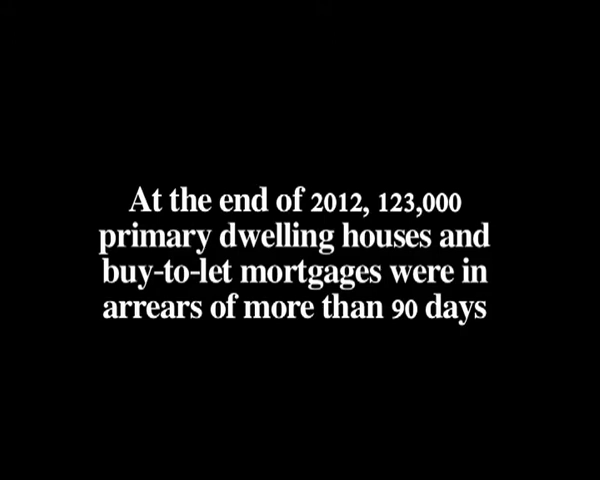 At the end of 2012, 123,000
primary dwelling houses and
buy-to-let mortgages were in
arrears of more than 90 days